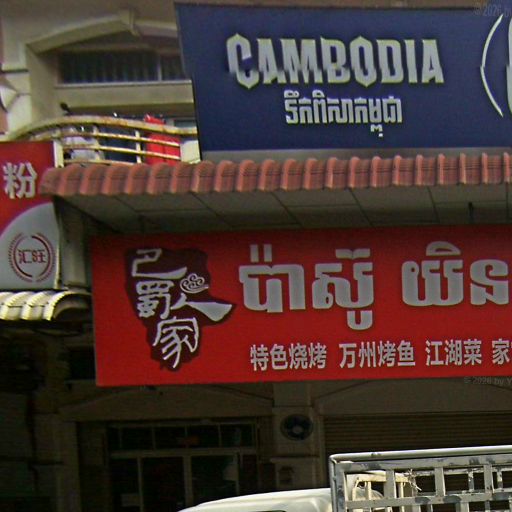 CAMBODIA
ទឹកពិសាកម្ពុជា
粉
汇旺
巴蜀人家
ប៉ាស៊ូ យិន
特色烧烤 万州烤鱼 江湖菜 家